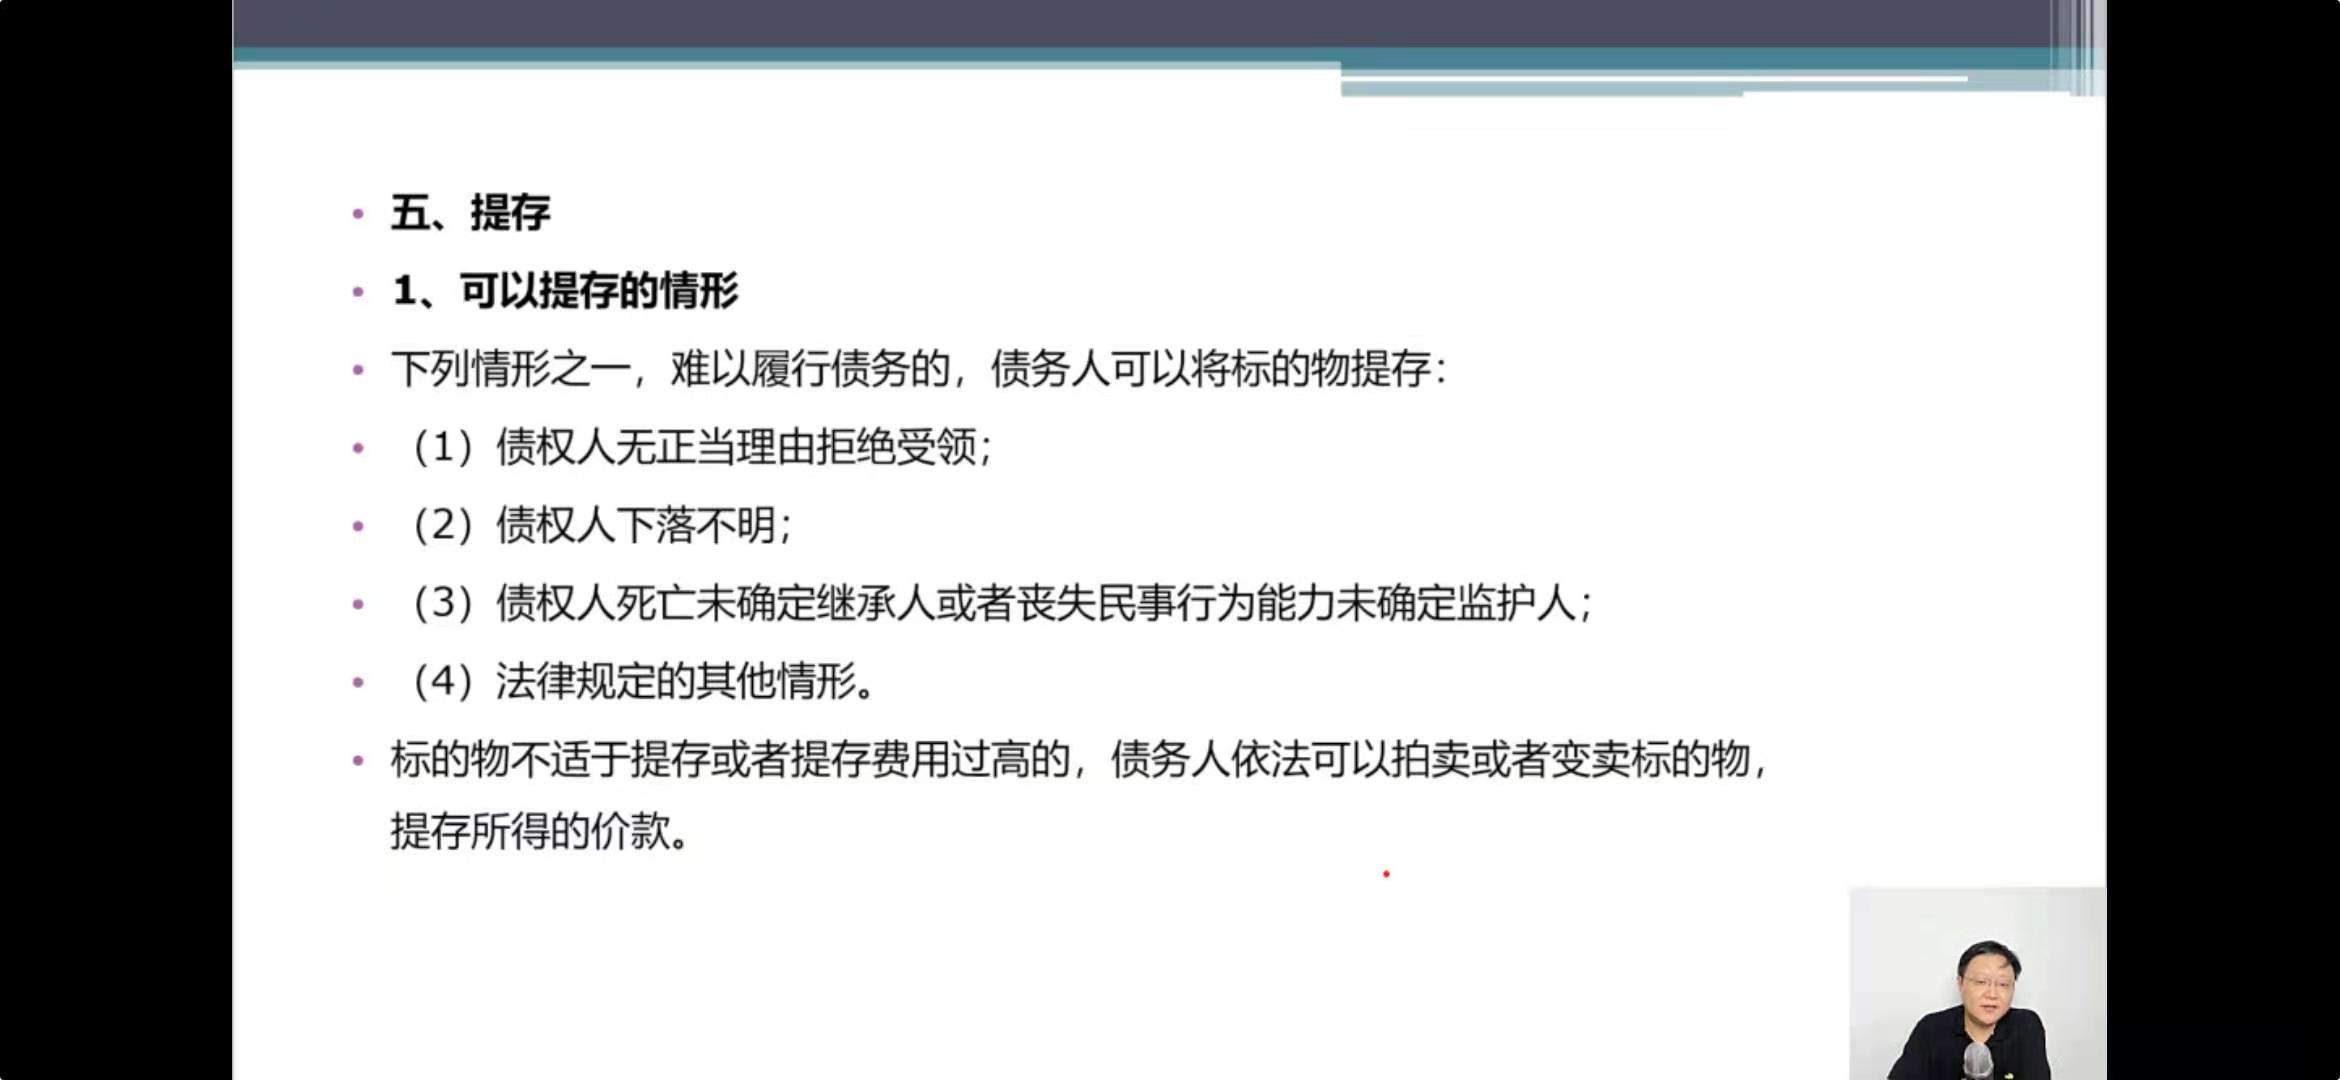 五、提存
1、可以提存的情形
下列情形之一，难以履行债务的，债务人可以将标的物提存：
（1）债权人无正当理由拒绝受领；
（2）债权人下落不明；
（3）债权人死亡未确定继承人或者丧失民事行为能力未确定监护人；
（4）法律规定的其他情形。
标的物不适于提存或者提存费用过高的，债务人依法可以拍卖或者变卖标的物，
提存所得的价款。